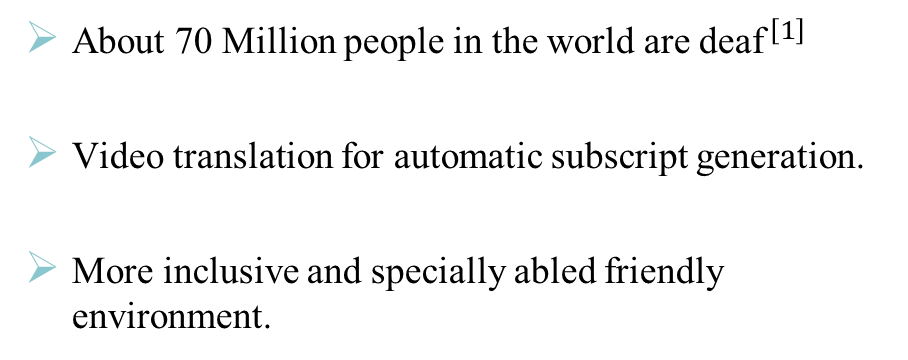 About 70 Million people in the world are deaf[1]
Video translation for automatic subscript generation.
More inclusive and specially abled friendly
environment.